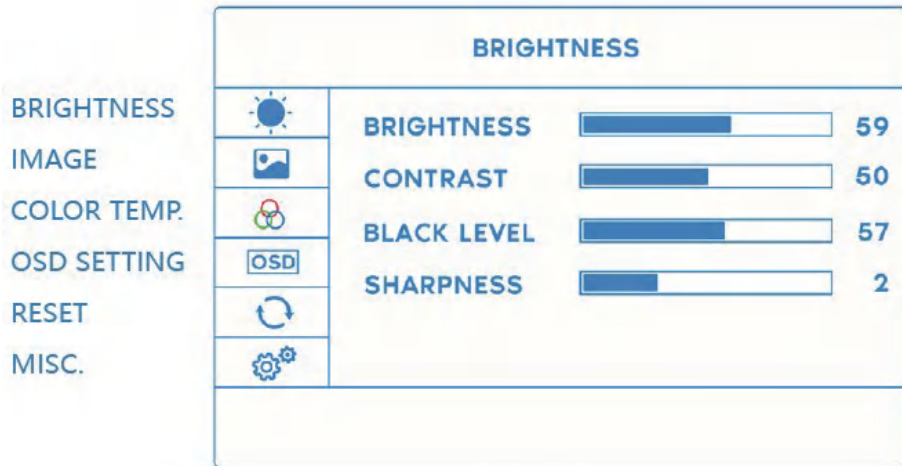 BRIGHTNESS
BRIGHTNESS
IMAGE
COLOR TEMP.
OSD SETTING
RESET
MISC.
OSD
BRIGHTNESS 59
CONTRAST 50
BLACK LEVEL 57
SHARPNESS 2